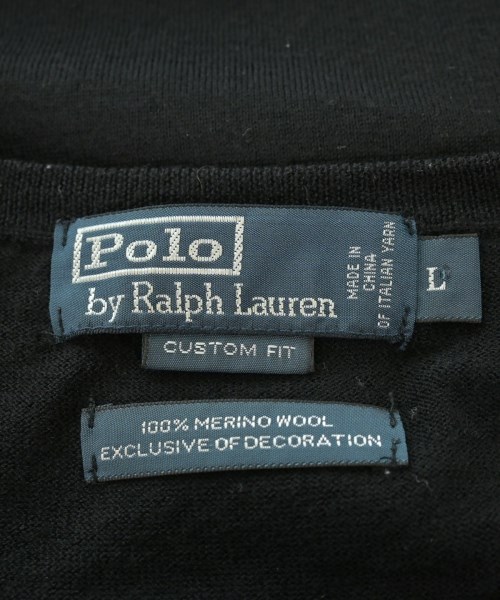 Polo
by Ralph Lauren
MADE IN
CHINA
OF ITALIAN YARN
L
CUSTOM FIT
100% MERINO WOOL
EXCLUSIVE OF DECORATION